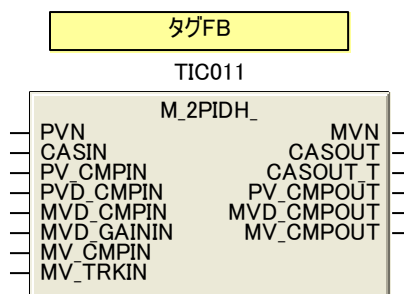 タグFB
TIC011
M_2PIDH_
PVN MVN
CASIN CASOUT
PV_CMPIN CASOUT_T
PVD_CMPIN PV_CMPOUT
MVD_CMPIN MVD_CMPOUT
MVD_GAININ MV_CMPOUT
MV_CMPIN
MV_TRKIN